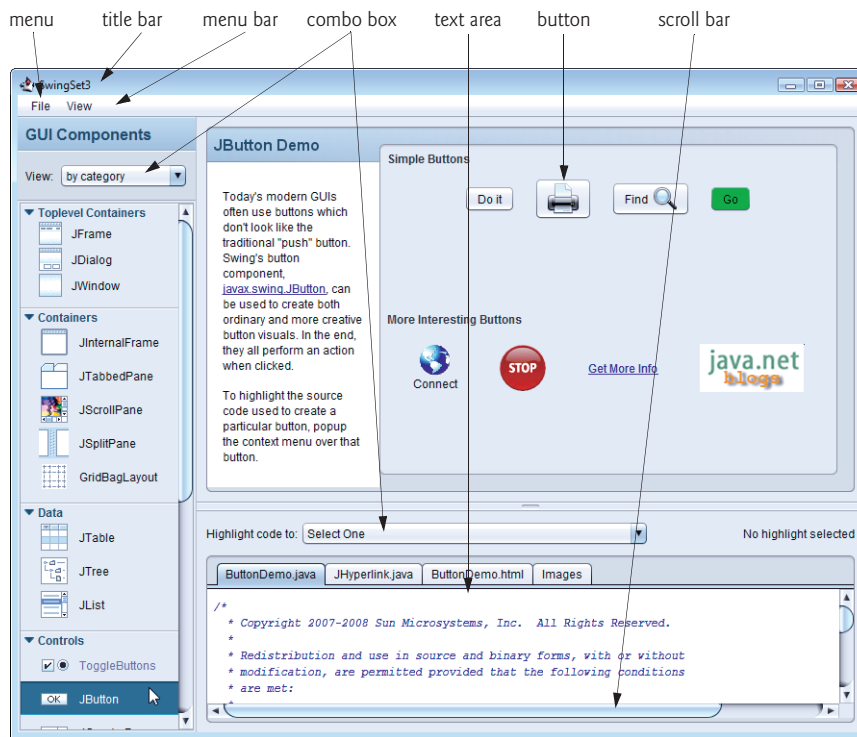 menu title bar menu bar combo box text area button scroll bar
SwingSet3
File View
GUI Components
View: by category
Toplevel Containers
JFrame
JDialog
JWindow
Containers
JInternalFrame
JTabbedPane
JScrollPane
JSplitPane
GridBagLayout
Data
JTable
JTree
JList
Controls
ToggleButtons
OK JButton
JButton Demo
Today's modern GUIs
often use buttons which
don't look like the
traditional "push" button.
Swing's button
component,
javax.swing.JButton, can
be used to create both
ordinary and more creative
button visuals. In the end,
they all perform an action
when clicked.
To highlight the source
code used to create a
particular button, popup
the context menu over that
button.
Simple Buttons
Do it Find Go
More Interesting Buttons
Connect
STOP
Get More Info
java.net
blogs
Highlight code to: Select One No highlight selected
ButtonDemo.java JHyperlink.java ButtonDemo.html Images
/*
* Copyright 2007-2008 Sun Microsystems, Inc. All Rights Reserved.
*
* Redistribution and use in source and binary forms, with or without
* modification, are permitted provided that the following conditions
* are met:
*